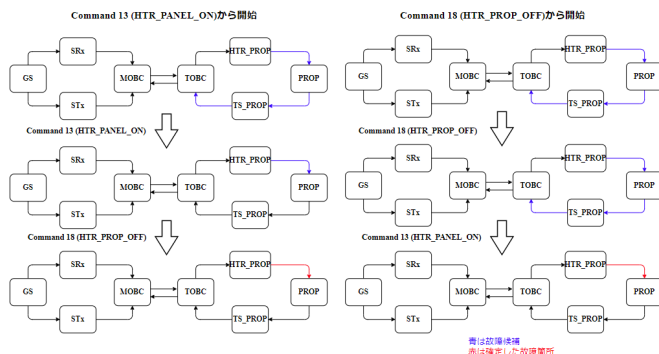 Command 13 (HTR_PANEL_ON)から開始
Command 18 (HTR_PROP_OFF)から開始
SRx
HTR_PROP
GS
MOBC
TOBC
PROP
STx
TS_PROP
SRx
HTR_PROP
GS
MOBC
TOBC
PROP
STx
TS_PROP
Command 13 (HTR_PANEL_ON)
Command 18 (HTR_PROP_OFF)
SRx
HTR_PROP
GS
MOBC
TOBC
PROP
STx
TS_PROP
SRx
HTR_PROP
GS
MOBC
TOBC
PROP
STx
TS_PROP
Command 18 (HTR_PROP_OFF)
Command 13 (HTR_PANEL_ON)
SRx
HTR_PROP
GS
MOBC
TOBC
PROP
STx
TS_PROP
SRx
HTR_PROP
GS
MOBC
TOBC
PROP
STx
TS_PROP
青は故障候補
赤は確定した故障箇所